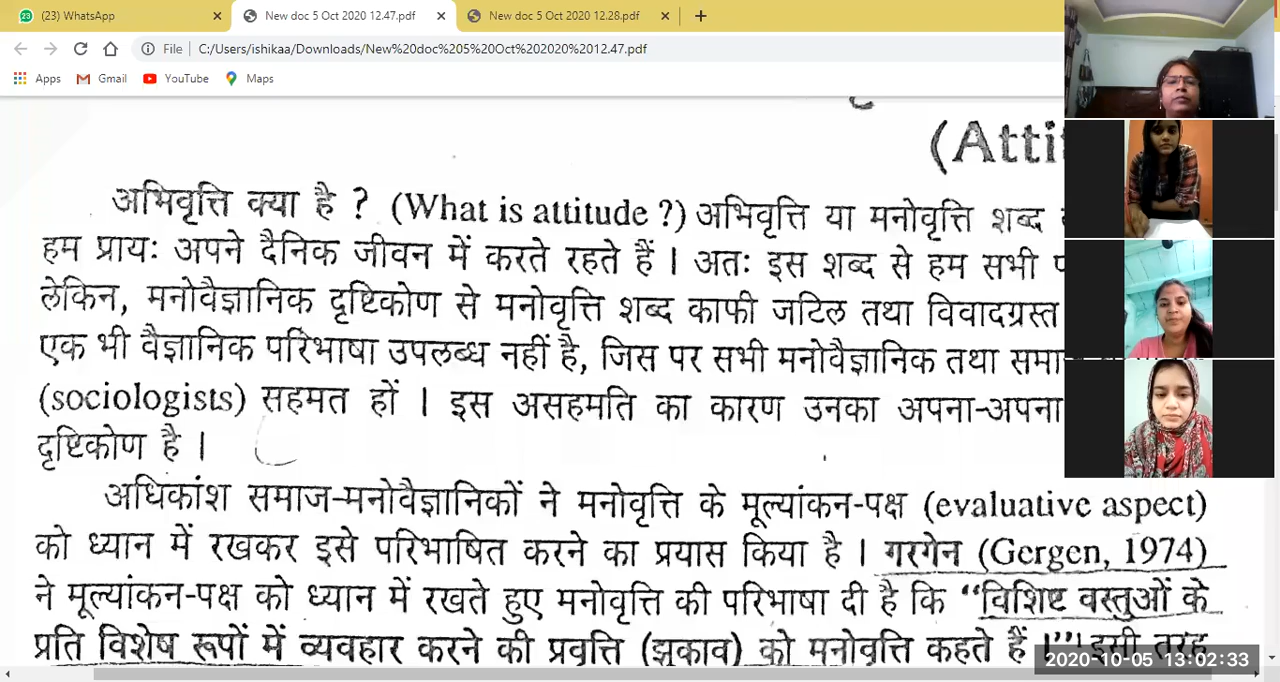 (23) WhatsApp
New doc 5 Oct 2020 12.47.pdf
New doc 5 Oct 2020 12.28.pdf
File
C:/Users/ishikaa/Downloads/New%20doc%205%20Oct%202020%2012.47.pdf
Apps
Gmail
YouTube
Maps
अभिवृत्ति क्या है ? (What is attitude ?) अभिवृत्ति या मनोवृत्ति शब्द
हम प्रायः अपने दैनिक जीवन में करते रहते हैं । अतः इस शब्द से हम सभी
लेकिन, मनोवैज्ञानिक दृष्टिकोण से मनोवृत्ति शब्द काफी जटिल तथा विवादग्रस्त
एक भी वैज्ञानिक परिभाषा उपलब्ध नहीं है, जिस पर सभी मनोवैज्ञानिक तथा
(sociologists) सहमत हों । इस असहमति का कारण उनका अपना-अपना
दृष्टिकोण है ।
अधिकांश समाज-मनोवैज्ञानिकों ने मनोवृत्ति के मूल्यांकन-पक्ष (evaluative aspect)
को ध्यान में रखकर इसे परिभाषित करने का प्रयास किया है । गरगेन (Gergen, 1974)
ने मूल्यांकन-पक्ष को ध्यान में रखते हुए मनोवृत्ति की परिभाषा दी है कि “विशिष्ट वस्तुओं के
प्रति विशेष रूपों में व्यवहार करने की प्रवृत्ति (झुकाव) को मनोवृत्ति कहते हैं ।” इसी तरह
2020-10-05 13:02:33